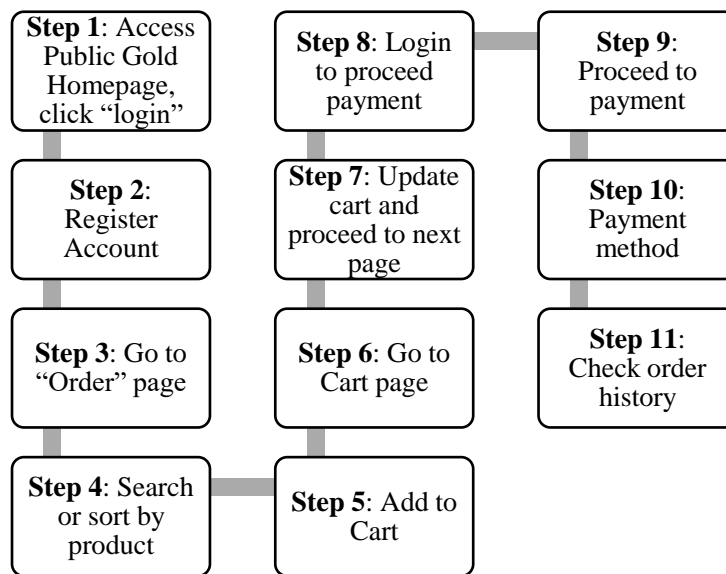 Step 1: Access
Public Gold
Homepage,
click “login”
Step 2:
Register
Account
Step 3: Go to
“Order” page
Step 4: Search
or sort by
product
Step 5: Add to
Cart
Step 6: Go to
Cart page
Step 7: Update
cart and
proceed to next
page
Step 8: Login
to proceed
payment
Step 9:
Proceed to
payment
Step 10:
Payment
method
Step 11:
Check order
history